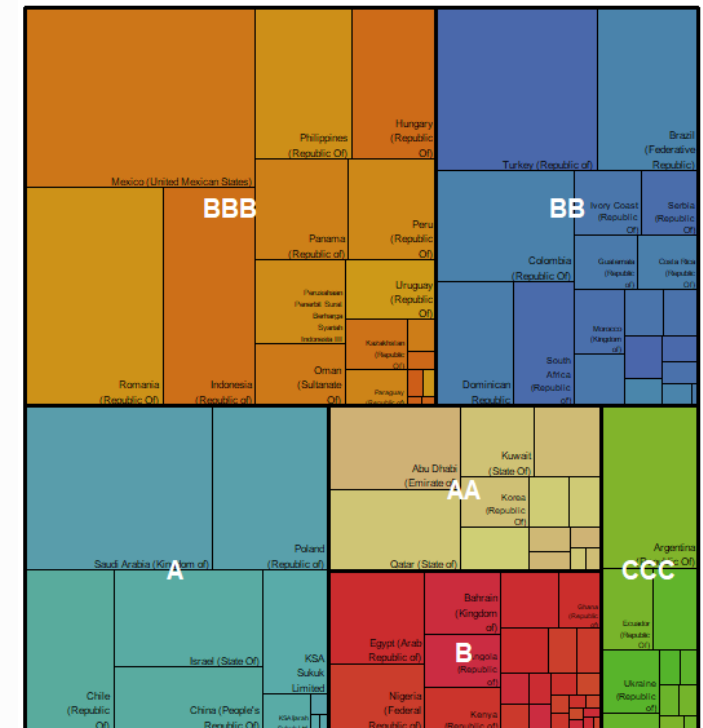 Mexico (United Mexican States)
Philippines
(Republic Of)
Hungary
(Republic
Of)
BBB
Romania
(Republic Of)
Indonesia
(Republic of)
Panama
(Republic of)
Peru
(Republic
Of)
Perusahaan
Penerbit Surat
Berharga
Syariah
Indonesia III
Uruguay
(Republic
Of)
Oman
(Sultanate
Of)
Kazakhstan
(Republic
Of)
Paraguay
(Republic of)
Turkey (Republic of)
Brazil
(Federative
Republic)
BB
Colombia
(Republic Of)
Ivory Coast
(Republic
Of)
Serbia
(Republic
Of)
Guatemala
(Republic
of)
Costa Rica
(Republic
Of)
Dominican
Republic
South
Africa
(Republic
of)
Morocco
(Kingdom
of)
Saudi Arabia (Kingdom of)
Poland
(Republic of)
A
Chile
(Republic
Of)
Israel (State Of)
China (People's
Republic Of)
KSA
Sukuk
Limited
Abu Dhabi
(Emirate of)
Kuwait
(State Of)
AA
Qatar (State of)
Korea
(Republic
Of)
Egypt (Arab
Republic of)
Bahrain
(Kingdom
of)
Ghana
(Republic
of)
B
Nigeria
(Federal
Republic of)
Angola
(Republic
of)
Kenya
(Republic of)
Argentina
(Republic Of)
CCC
Ecuador
(Republic
Of)
Ukraine
(Republic
of)